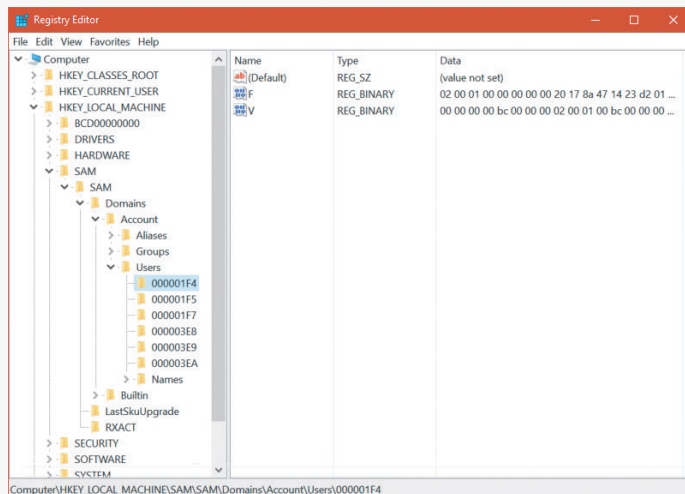 Registry Editor
File Edit View Favorites Help
Computer
HKEY_CLASSES_ROOT
HKEY_CURRENT_USER
HKEY_LOCAL_MACHINE
BCD00000000
DRIVERS
HARDWARE
SAM
SAM
Domains
Account
Aliases
Groups
Users
000001F4
000001F5
000001F7
000003E8
000003E9
000003EA
Names
Builtin
LastSkuUpgrade
RXACT
SECURITY
SOFTWARE
SYSTEM
Name Type Data
(Default) REG_SZ (value not set)
F REG_BINARY 02 00 01 00 00 00 00 00 20 17 8a 47 14 23 d2 01 ...
V REG_BINARY 00 00 00 00 bc 00 00 00 02 00 01 00 bc 00 00 00 ...
Computer\HKEY_LOCAL_MACHINE\SAM\SAM\Domains\Account\Users\000001F4